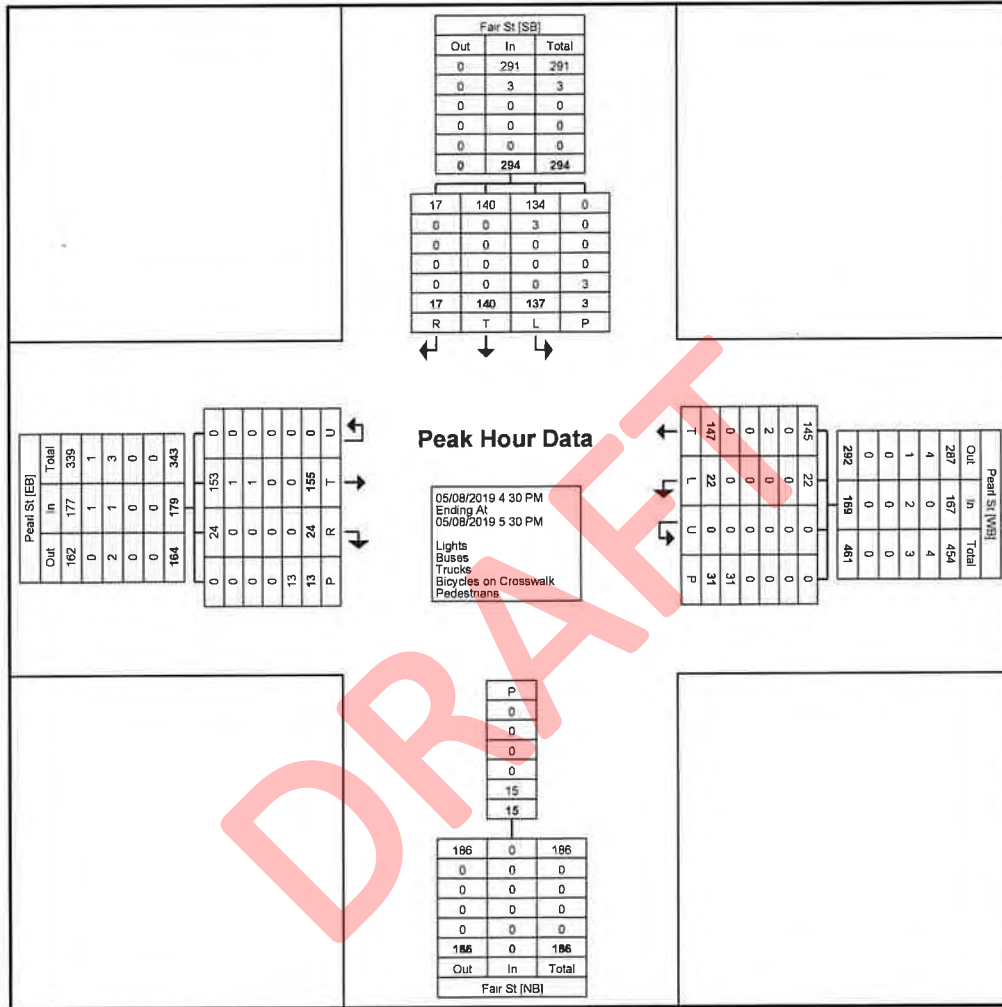 Fair St [SB]
Out In Total
0 291 291
0 3 3
0 0 0
0 0 0
0 0 0
0 294 294
17 140 134 0
0 0 3 0
0 0 0 0
0 0 0 0
0 0 0 3
17 140 137 3
R T L P
Peak Hour Data
05/08/2019 4 30 PM
Ending At
05/08/2019 5 30 PM
Lights
Buses
Trucks
Bicycles on Crosswalk
Pedestrians
Pearl St [EB]
Total 339 1 3 0 0 343
In 177 1 1 0 0 179
Out 162 0 2 0 0 164
0 0 0 0 0 0 U
153 1 1 0 0 155 T
24 0 0 0 0 24 R
0 0 0 0 13 13 P
T 147 0 0 2 0 145
L 22 0 0 0 0 22
U 0 0 0 0 0 0
P 31 31 0 0 0 0
292 0 0 1 4 287 Out
169 0 0 2 0 167 In
461 0 0 3 4 454 Total
Pearl St [WB]
P
0
0
0
0
15
15
186 0 186
0 0 0
0 0 0
0 0 0
0 0 0
186 0 186
Out In Total
Fair St [NB]
DRAFT